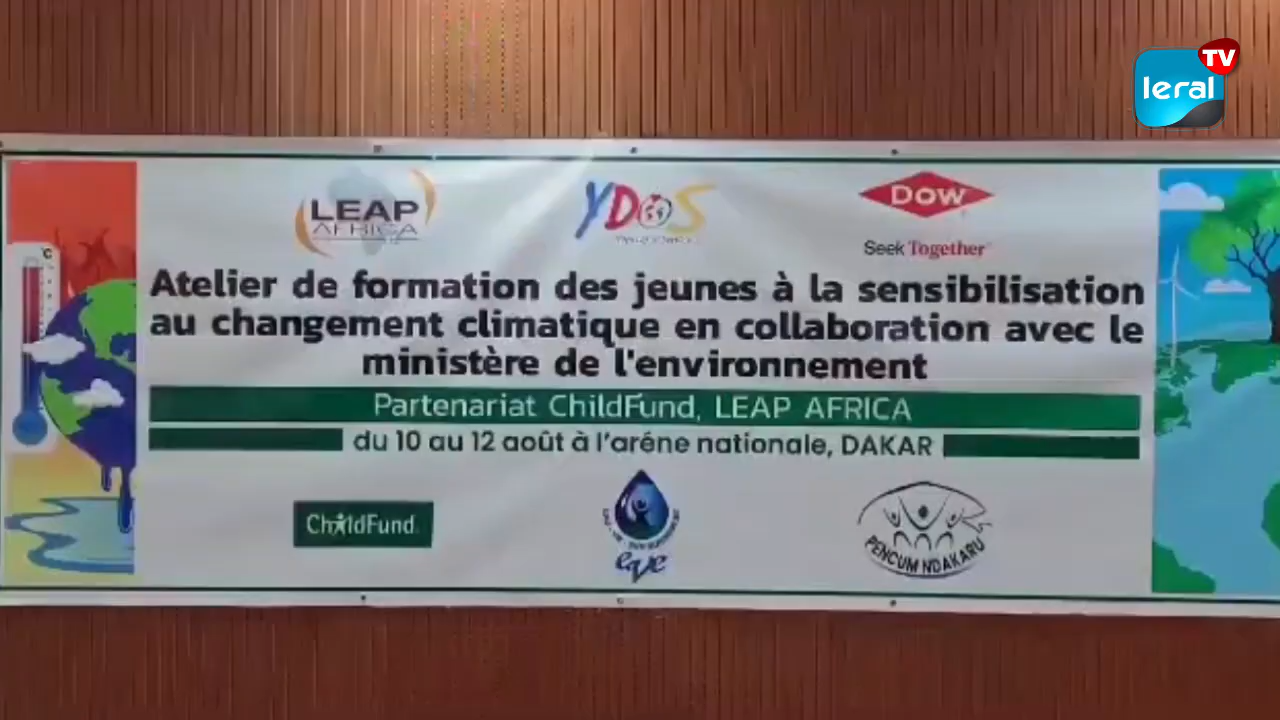 TV
leral
LEAP
AFRICA
YDOS
DOW
Seek Together
Atelier de formation des jeunes à la sensibilisation
au changement climatique en collaboration avec le
ministère de l'environnement
Partenariat ChildFund, LEAP AFRICA
du 10 au 12 août à l'aréne nationale, DAKAR
°C
ChildFund
eve
PENCUM NDAKARU